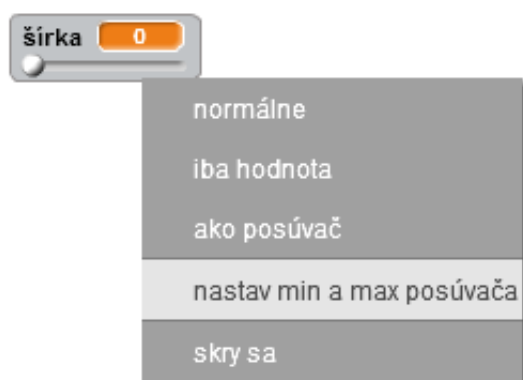 šírka 0
normálne
iba hodnota
ako posúvač
nastav min a max posúvača
skry sa